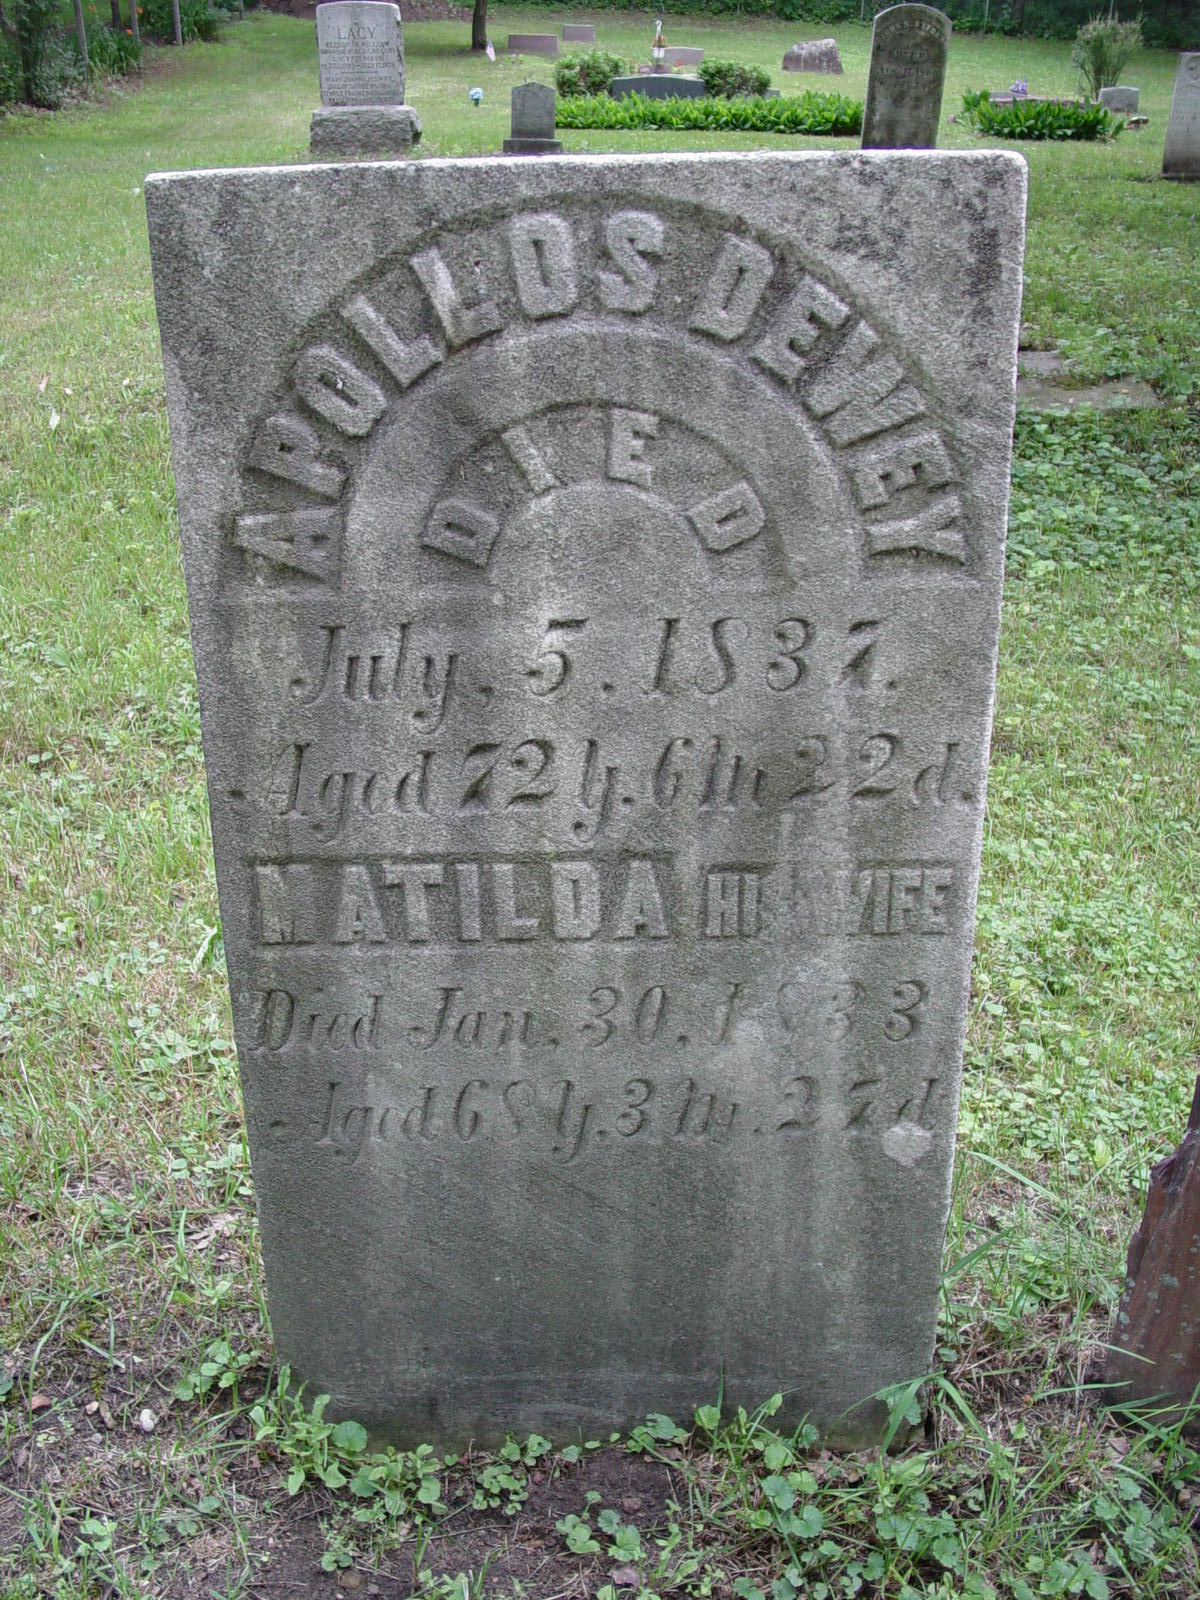 LACY
APOLLOS DEWEY
DIED
July, 5. 1837.
Aged 72 y. 6 m 22 d.
MATILDA HIS WIFE
Died Jan. 30. 1833
Aged 68 y. 3 m. 27 d